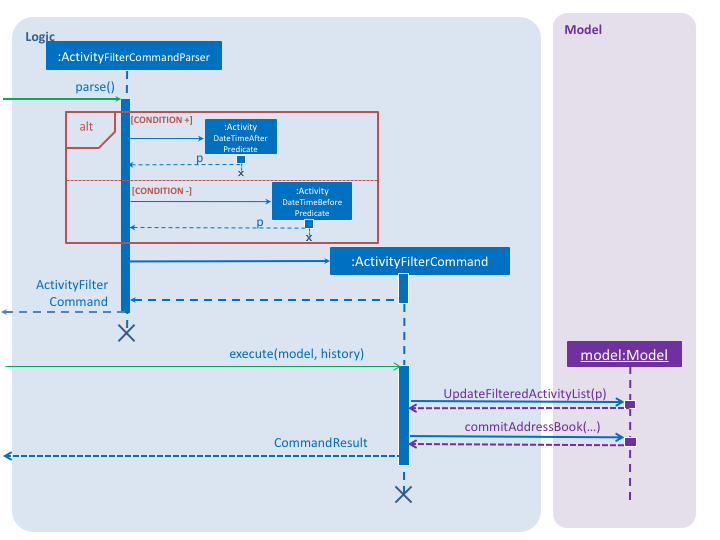 Logic
Model
:ActivityFilterCommandParser
parse()
alt
[CONDITION +]
:Activity
DateTimeAfter
Predicate
p
x
[CONDITION -]
:Activity
DateTimeBefore
Predicate
p
x
:ActivityFilterCommand
ActivityFilter
Command
execute(model, history)
model:Model
UpdateFilteredActivityList(p)
commitAddressBook(...)
CommandResult